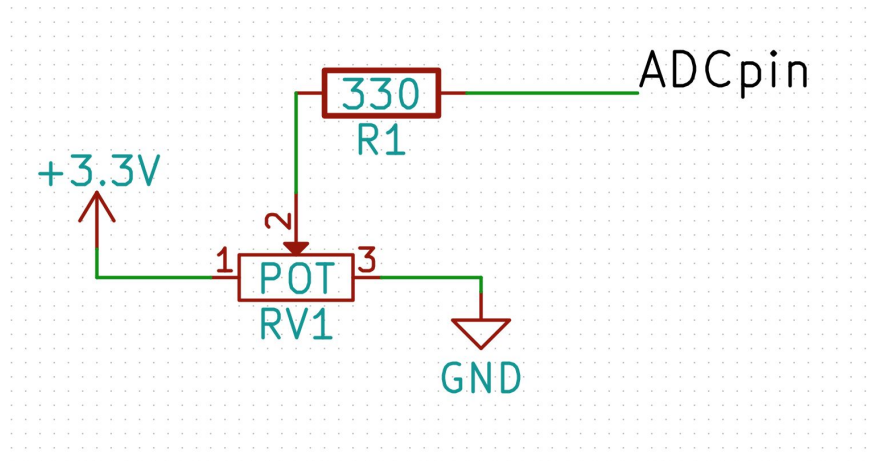 ADCpin
330
R1
+3.3V
2
1
POT
3
RV1
GND